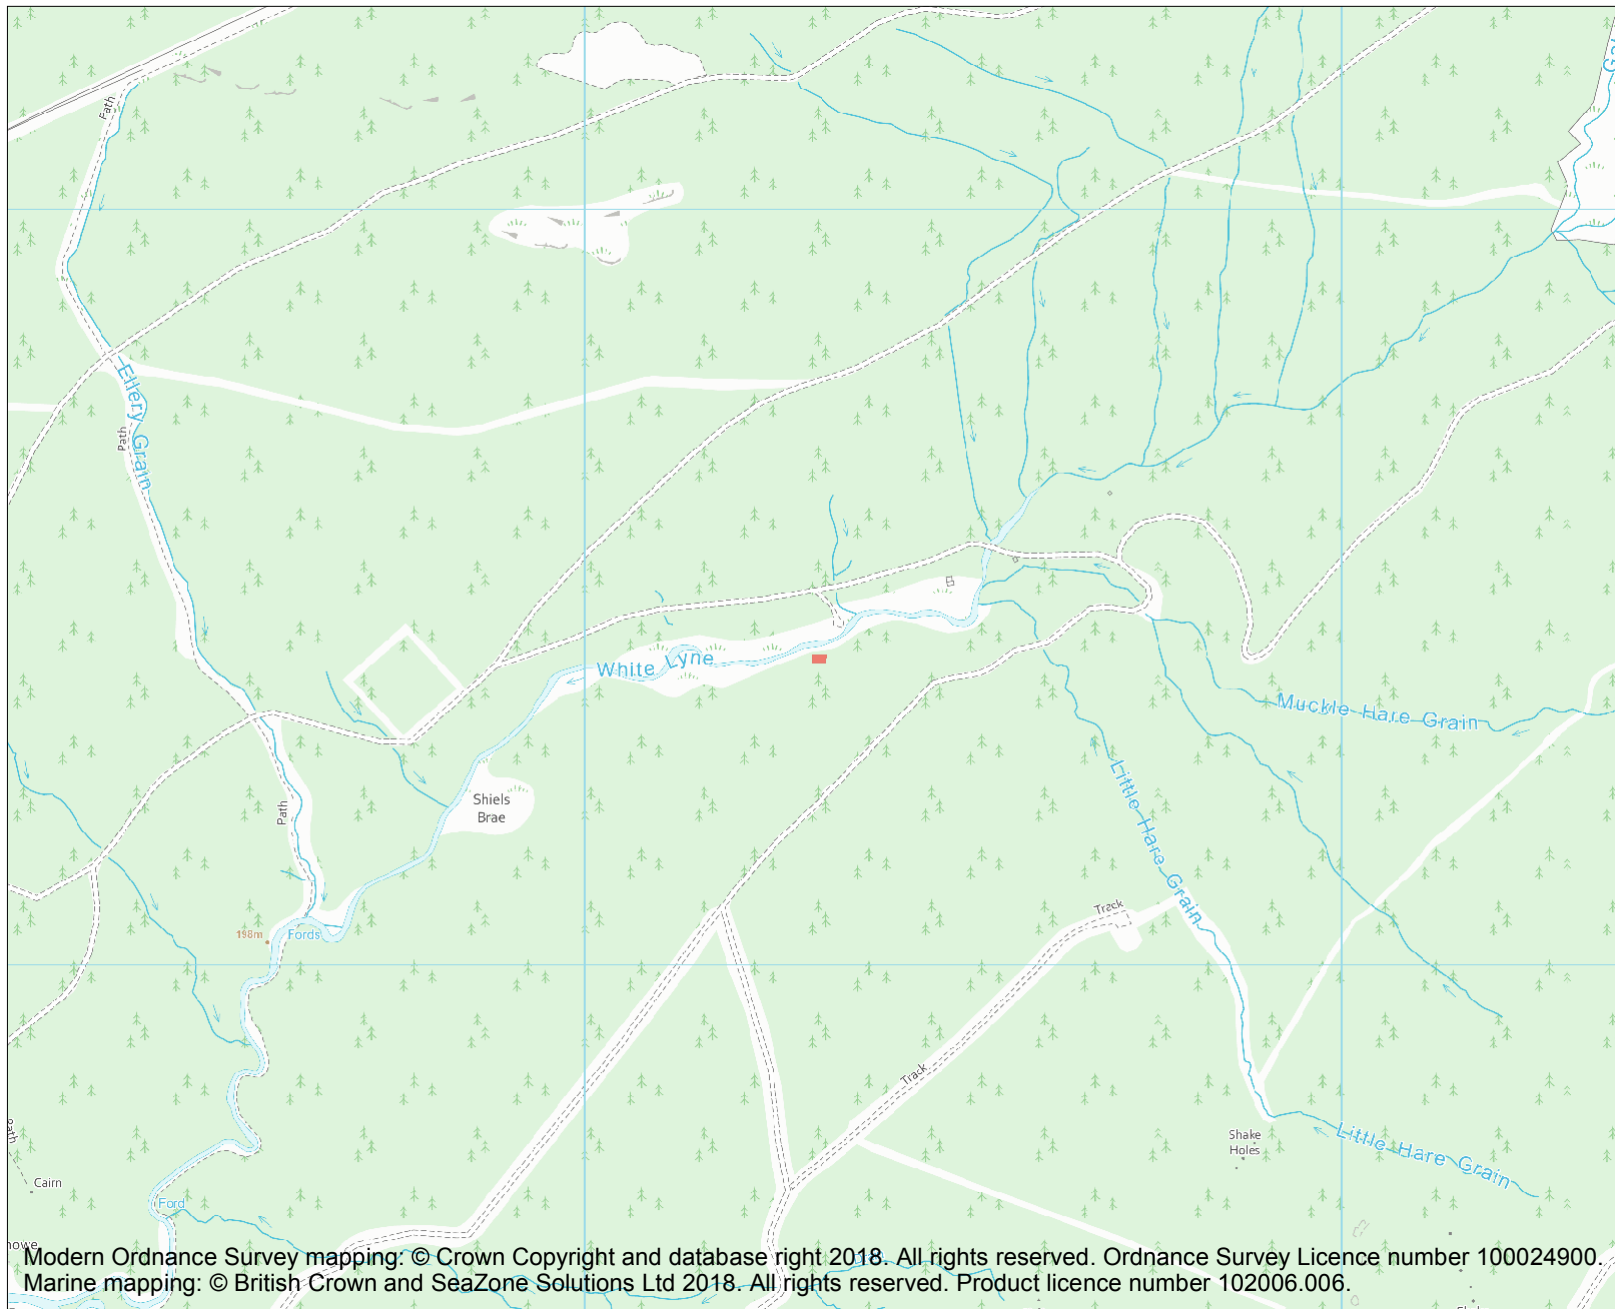 Path
Ellery Grain
Path
White Lyne
Muckle Hare Grain
Shiels
Brae
Path
Little Hare Grain
Track
198m
Fords
Track
Shake
Holes
Little Hare Grain
Cairn
Ford
Modern Ordnance Survey mapping: © Crown Copyright and database right 2018. All rights reserved. Ordnance Survey Licence number 100024900.
Marine mapping: © British Crown and SeaZone Solutions Ltd 2018. All rights reserved. Product licence number 102006.006.